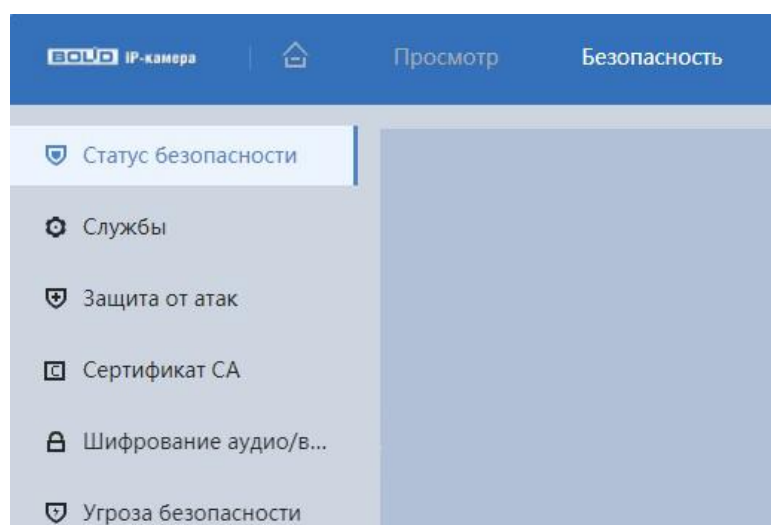 BOLID IP-камера Просмотр Безопасность
Статус безопасности
Службы
Защита от атак
C Сертификат CA
Шифрование аудио/в...
Угроза безопасности